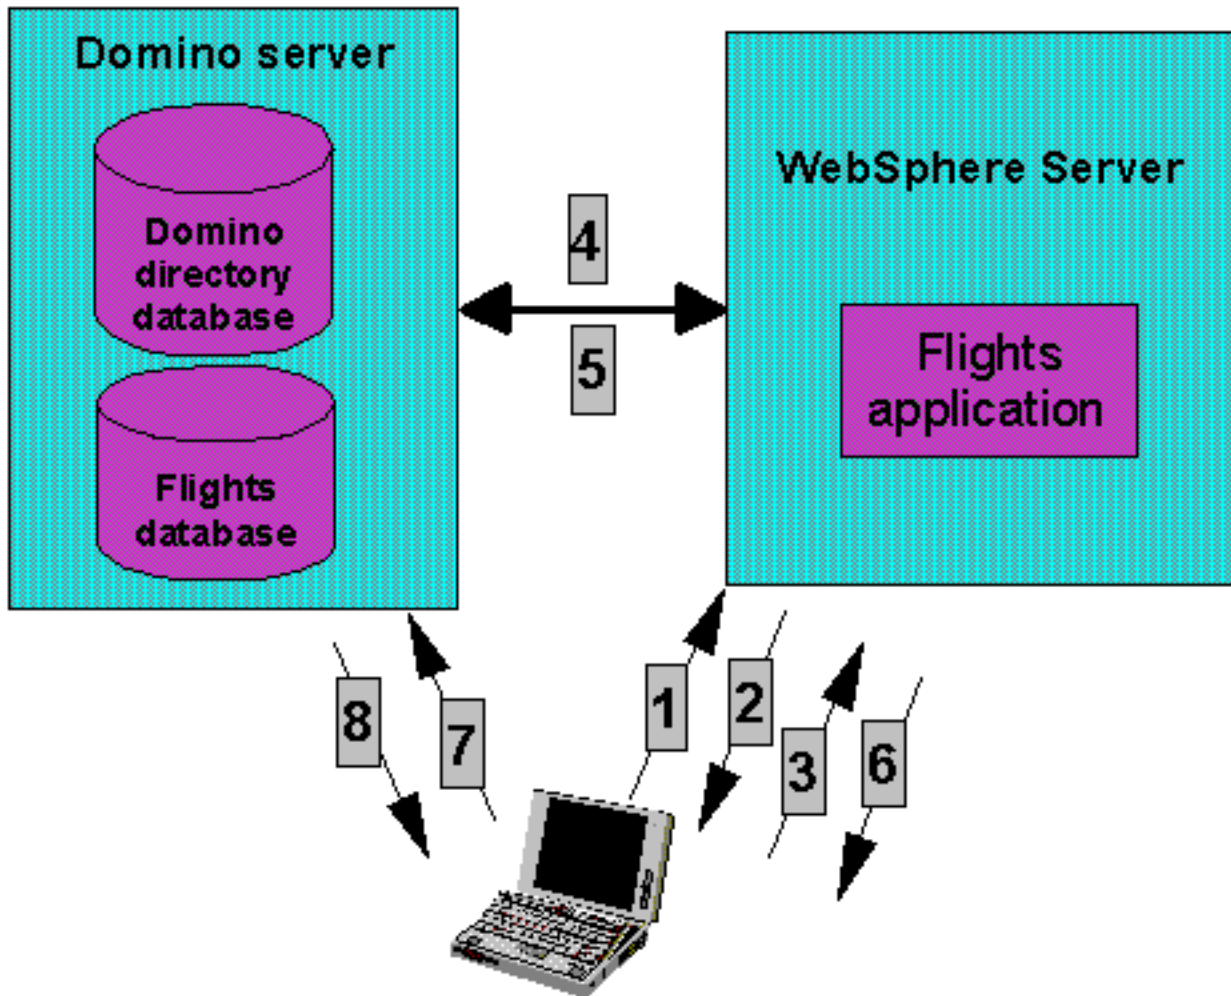 Domino server
Domino
directory
database
Flights
database
4
5
WebSphere Server
Flights
application
8
7
1
2
3
6